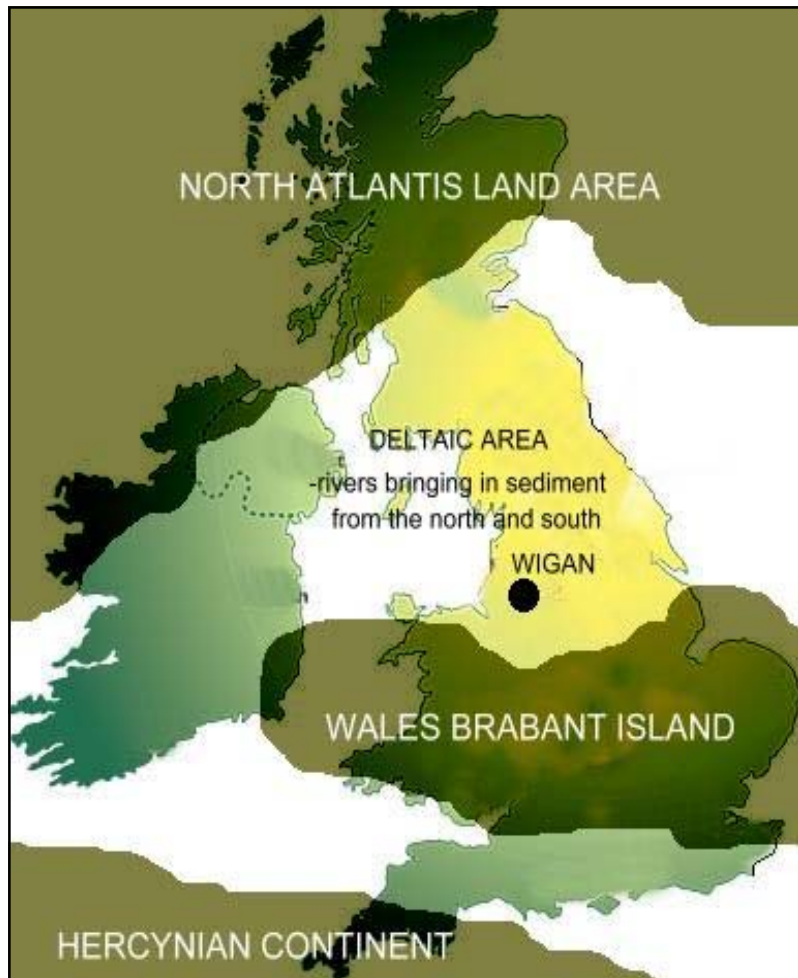 NORTH ATLANTIS LAND AREA
DELTAIC AREA
-rivers bringing in sediment
from the north and south
WIGAN
WALES BRABANT ISLAND
HERCYNIAN CONTINENT